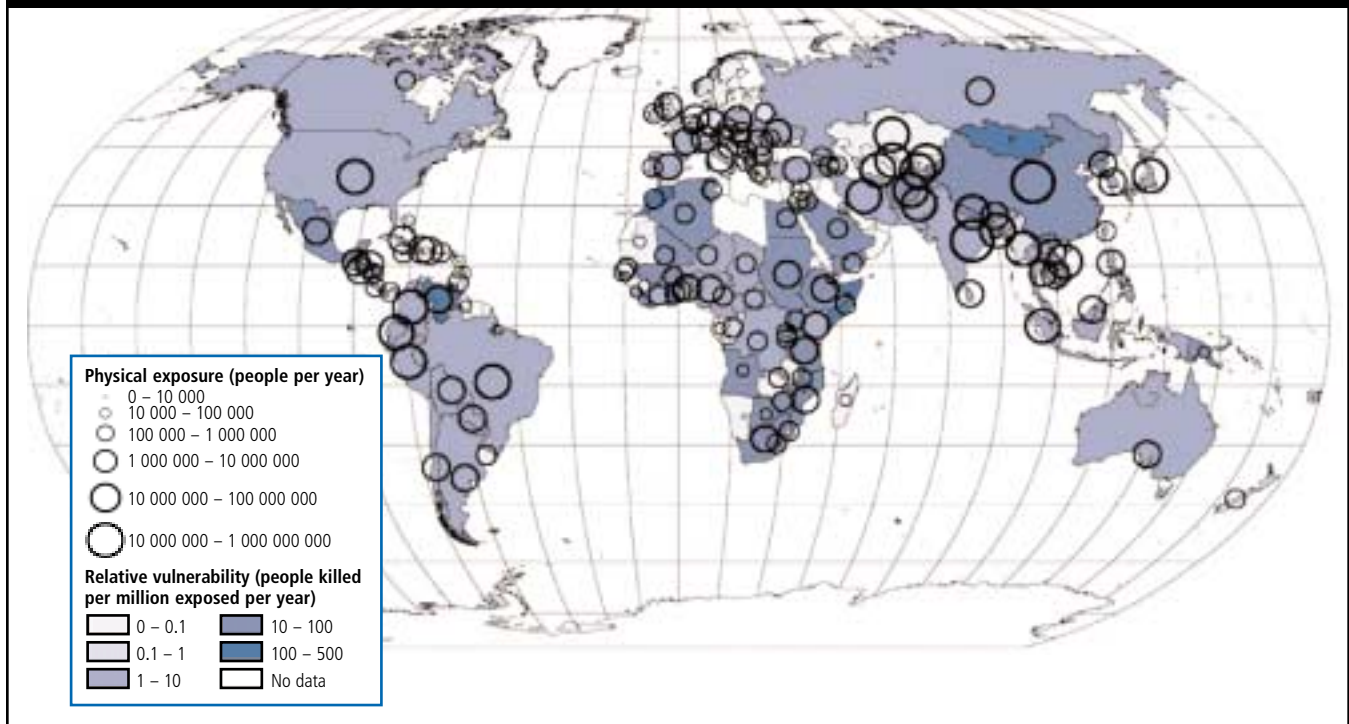 Physical exposure (people per year)
0 – 10 000
10 000 – 100 000
100 000 – 1 000 000
1 000 000 – 10 000 000
10 000 000 – 100 000 000
10 000 000 – 1 000 000 000
Relative vulnerability (people killed
per million exposed per year)
0 – 0.1
10 – 100
0.1 – 1
100 – 500
1 – 10
No data